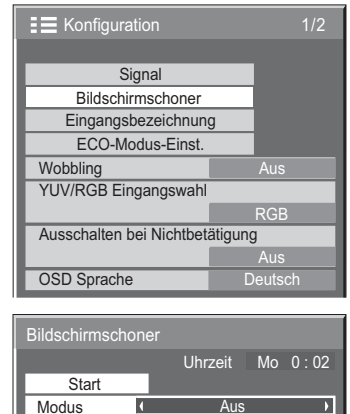 Konfiguration 1/2
Signal
Bildschirmschoner
Eingangsbezeichnung
ECO-Modus-Einst.
Wobbling Aus
YUV/RGB Eingangswahl
RGB
Ausschalten bei Nichtbetätigung
Aus
OSD Sprache Deutsch
Bildschirmschoner
Uhrzeit Mo 0 : 02
Start
Modus Aus